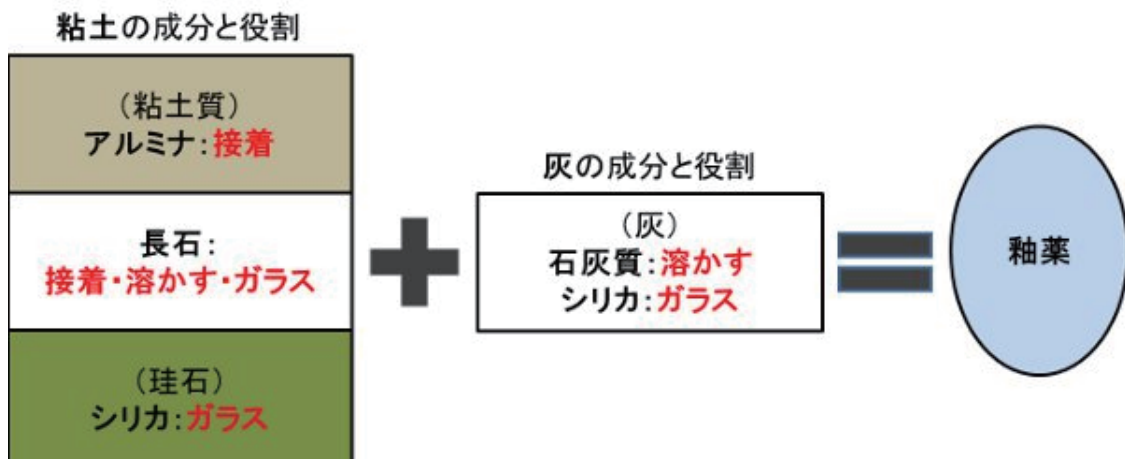 粘土の成分と役割
（粘土質）
アルミナ：接着
長石：
接着・溶かす・ガラス
（珪石）
シリカ：ガラス
灰の成分と役割
（灰）
石灰質：溶かす
シリカ：ガラス
釉薬